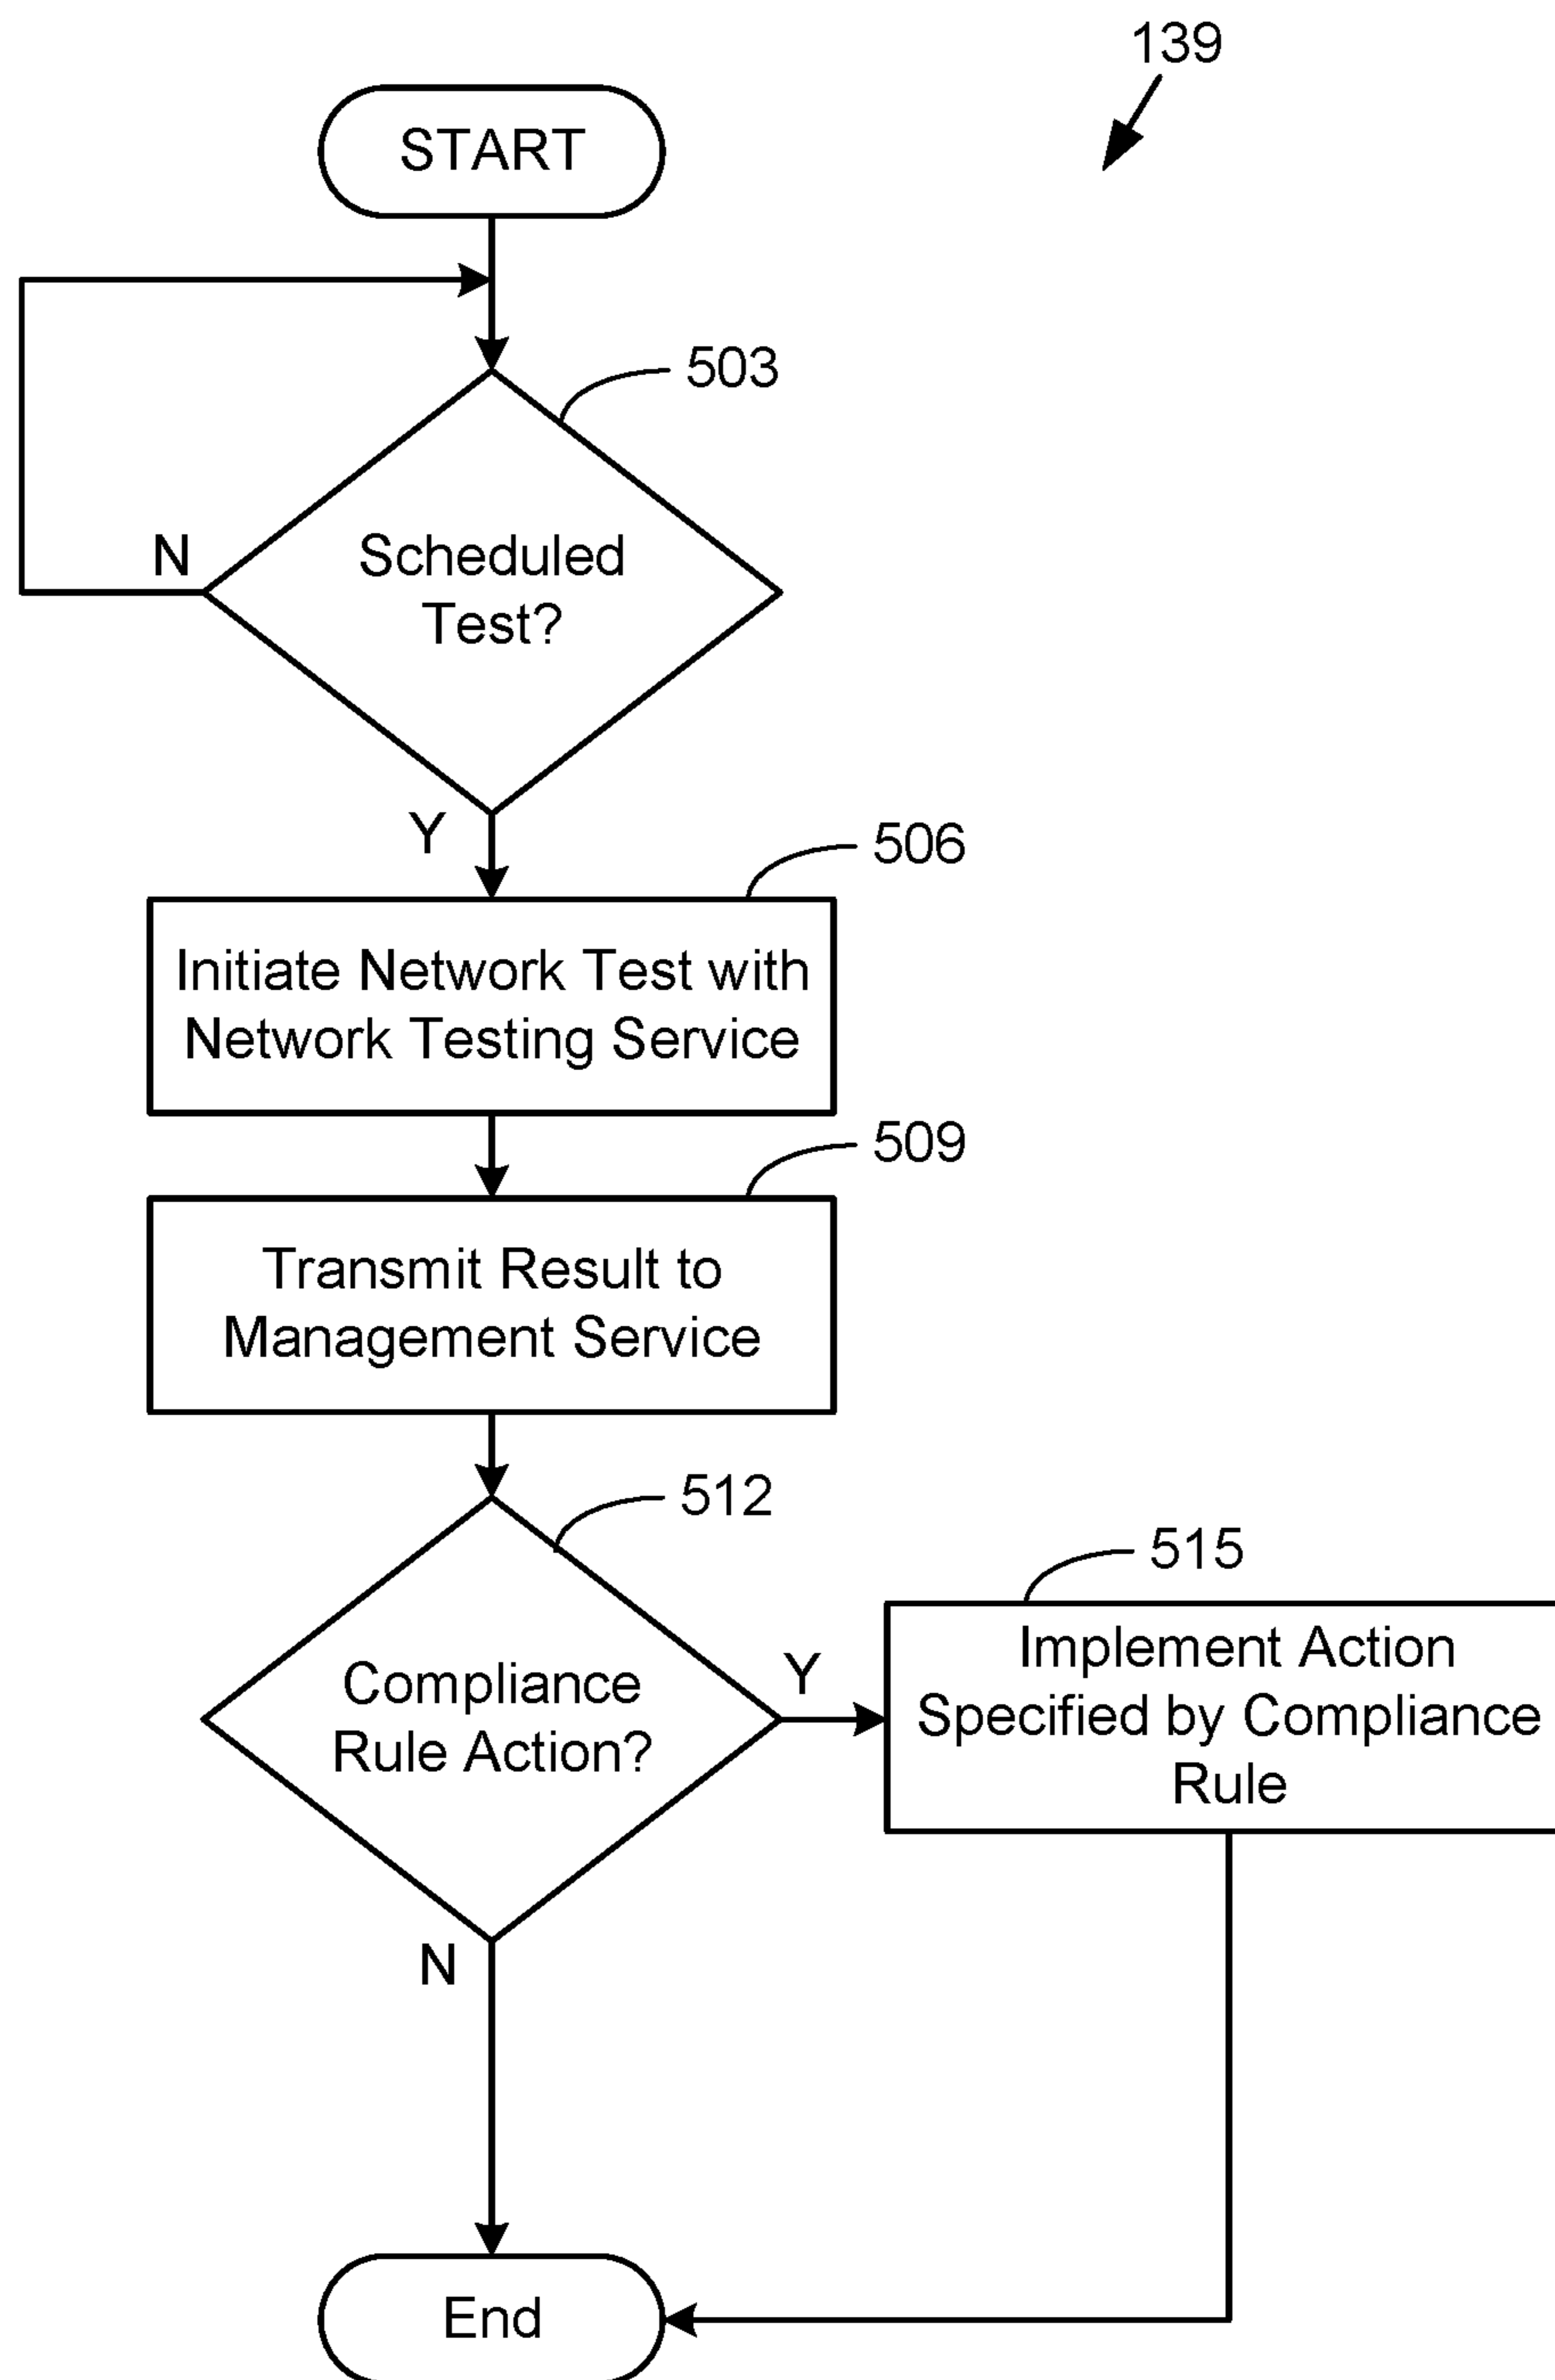 139
START
503
N
Scheduled
Test?
Y
506
Initiate Network Test with
Network Testing Service
509
Transmit Result to
Management Service
512
515
Compliance
Rule Action?
Y
Implement Action
Specified by Compliance
Rule
N
End